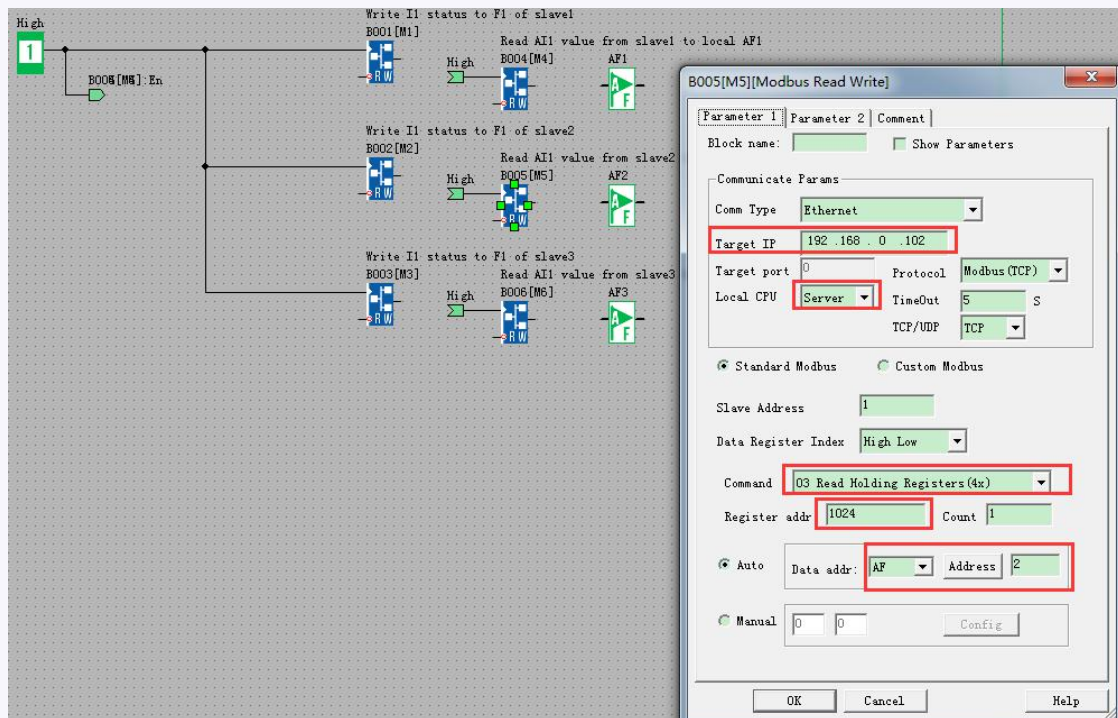 High
1
B006[M6]:En
Write I1 status to F1 of slave1
B001[M1]
R W
Read AI1 value from slave1 to local AF1
High
B004[M4]
AF1
R W
A
F
Write I1 status to F1 of slave2
B002[M2]
R W
Read AI1 value from slave2
High
B005[M5]
AF2
R W
A
F
Write I1 status to F1 of slave3
B003[M3]
R W
Read AI1 value from slave3
High
B006[M6]
AF3
R W
A
F
B005[M5][Modbus Read Write]
Parameter 1 Parameter 2 Comment
Block name: Show Parameters
Communicate Params
Comm Type Ethernet
Target IP 192 .168 . 0 .102
Target port 0 Protocol Modbus(TCP)
Local CPU Server TimeOut 5 S
TCP/UDP TCP
Standard Modbus Custom Modbus
Slave Address 1
Data Register Index High Low
Command 03 Read Holding Registers(4x)
Register addr 1024 Count 1
Auto Data addr: AF Address 2
Manual 0 0 Config
OK Cancel Help